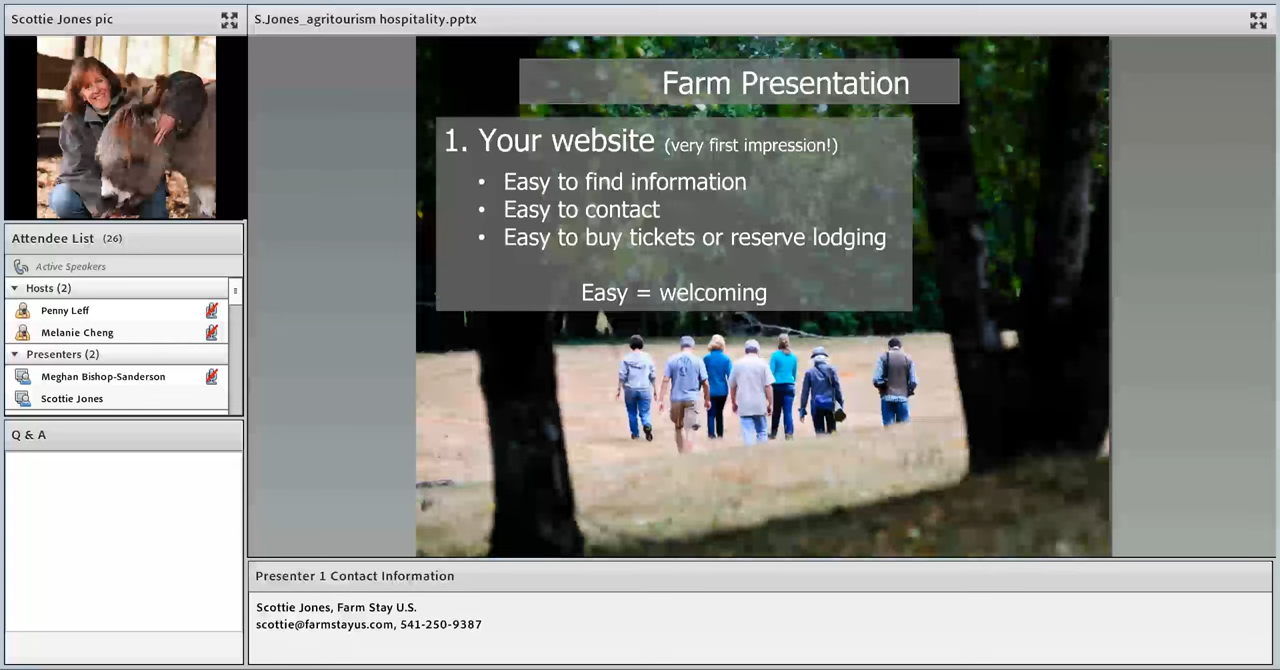 Scottie Jones pic
S.Jones_agritourism hospitality.pptx
Farm Presentation
1. Your website (very first impression!)
• Easy to find information
• Easy to contact
• Easy to buy tickets or reserve lodging
Easy = welcoming
Attendee List (26)
Active Speakers
Hosts (2)
Penny Leff
Melanie Cheng
Presenters (2)
Meghan Bishop-Sanderson
Scottie Jones
Q & A
Presenter 1 Contact Information
Scottie Jones, Farm Stay U.S.
scottie@farmstayus.com, 541-250-9387